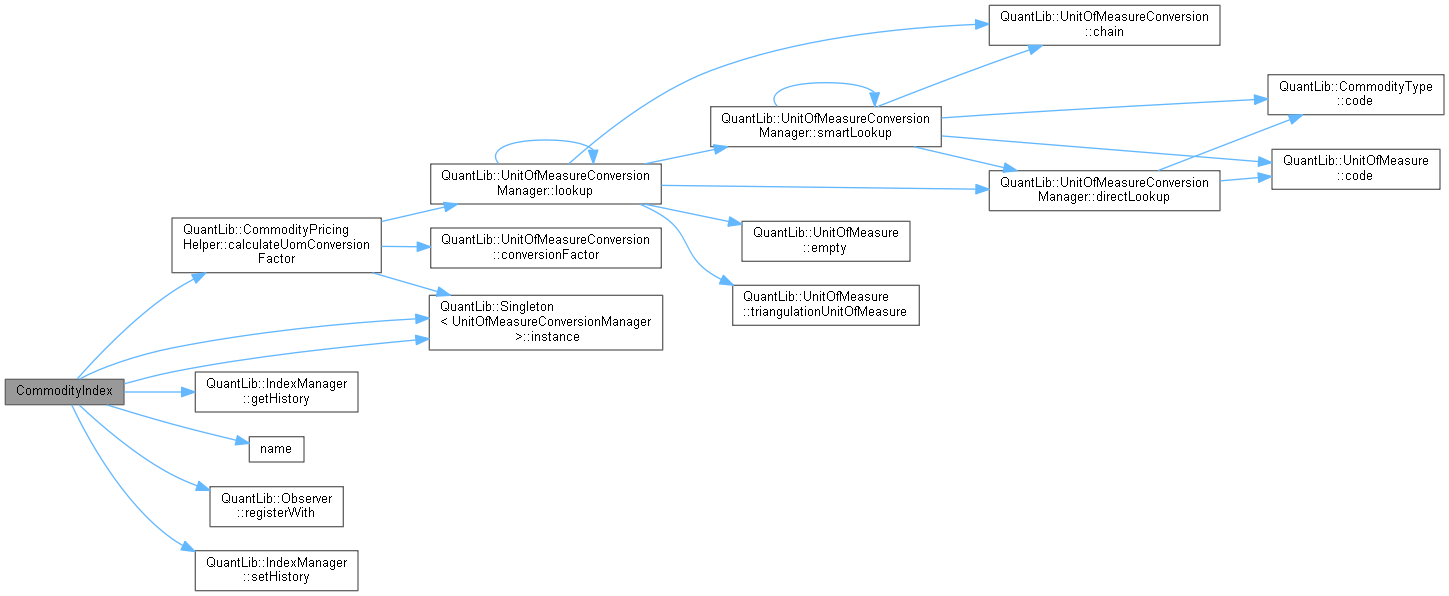 QuantLib::UnitOfMeasureConversion
::chain
QuantLib::CommodityType
::code
QuantLib::UnitOfMeasureConversion
Manager::smartLookup
QuantLib::UnitOfMeasure
::code
QuantLib::UnitOfMeasureConversion
Manager::lookup
QuantLib::UnitOfMeasureConversion
Manager::directLookup
QuantLib::CommodityPricing
Helper::calculateUomConversion
Factor
QuantLib::UnitOfMeasureConversion
::conversionFactor
QuantLib::UnitOfMeasure
::empty
QuantLib::UnitOfMeasure
::triangulationUnitOfMeasure
QuantLib::Singleton
< UnitOfMeasureConversionManager
>::instance
CommodityIndex
QuantLib::IndexManager
::getHistory
name
QuantLib::Observer
::registerWith
QuantLib::IndexManager
::setHistory